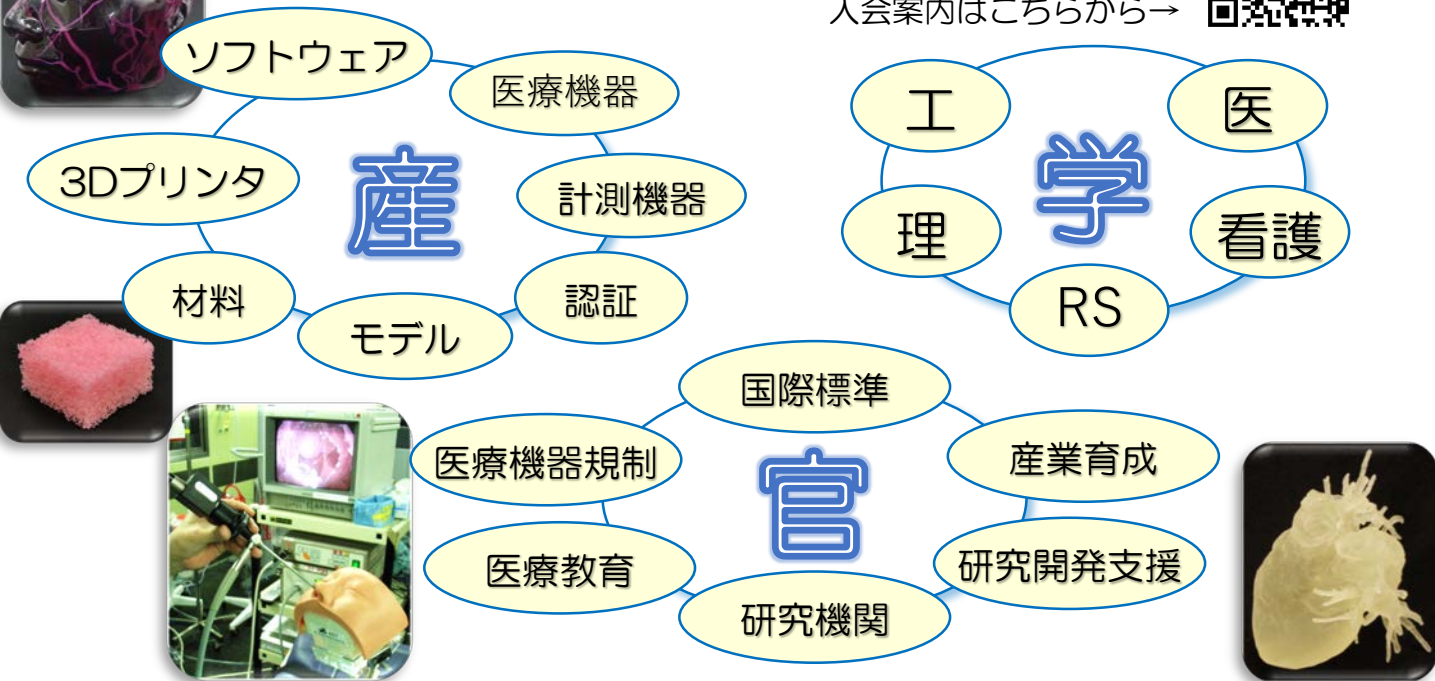 入会案内はこちらから→
ソフトウェア
医療機器
3Dプリンタ
産
計測機器
材料
認証
モデル
工
医
学
理
看護
RS
国際標準
医療機器規制
産業育成
官
医療教育
研究開発支援
研究機関